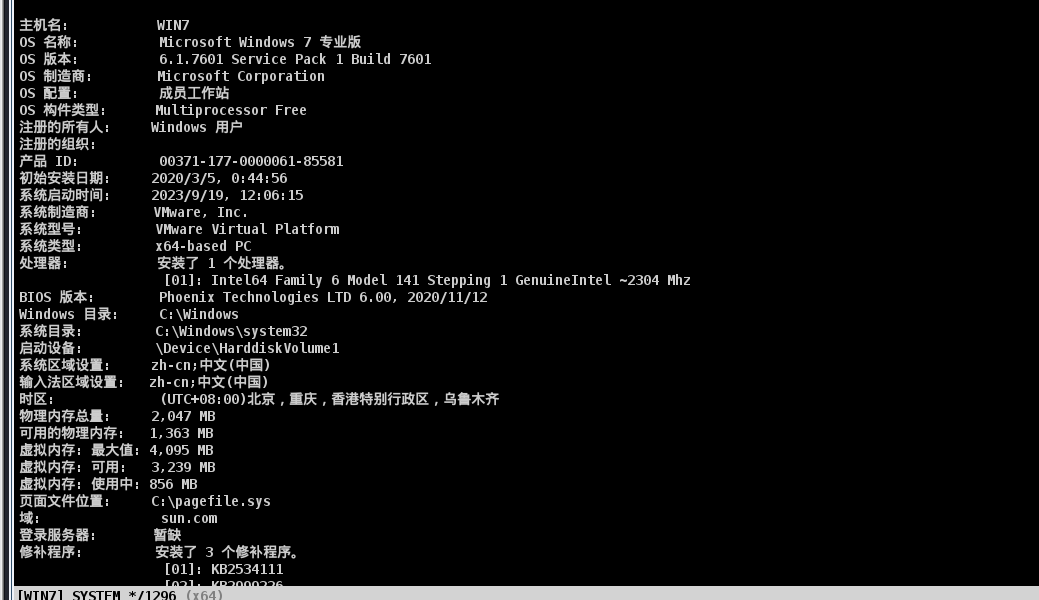 主机名:           WIN7
OS 名称:          Microsoft Windows 7 专业版
OS 版本:          6.1.7601 Service Pack 1 Build 7601
OS 制造商:        Microsoft Corporation
OS 配置:          成员工作站
OS 构件类型:      Multiprocessor Free
注册的所有人:     Windows 用户
注册的组织:
产品 ID:          00371-177-0000061-85581
初始安装日期:     2020/3/5, 0:44:56
系统启动时间:     2023/9/19, 12:06:15
系统制造商:       VMware, Inc.
系统型号:         VMware Virtual Platform
系统类型:         x64-based PC
处理器:           安装了 1 个处理器。
[01]: Intel64 Family 6 Model 141 Stepping 1 GenuineIntel ~2304 Mhz
BIOS 版本:        Phoenix Technologies LTD 6.00, 2020/11/12
Windows 目录:     C:\Windows
系统目录:         C:\Windows\system32
启动设备:         \Device\HarddiskVolume1
系统区域设置:     zh-cn;中文(中国)
输入法区域设置:   zh-cn;中文(中国)
时区:             (UTC+08:00)北京，重庆，香港特别行政区，乌鲁木齐
物理内存总量:     2,047 MB
可用的物理内存:   1,363 MB
虚拟内存: 最大值: 4,095 MB
虚拟内存: 可用:   3,239 MB
虚拟内存: 使用中: 856 MB
页面文件位置:     C:\pagefile.sys
域:               sun.com
登录服务器:       暂缺
修补程序:         安装了 3 个修补程序。
[01]: KB2534111
[02]:
[WIN7] SYSTEM */1296 (x64)